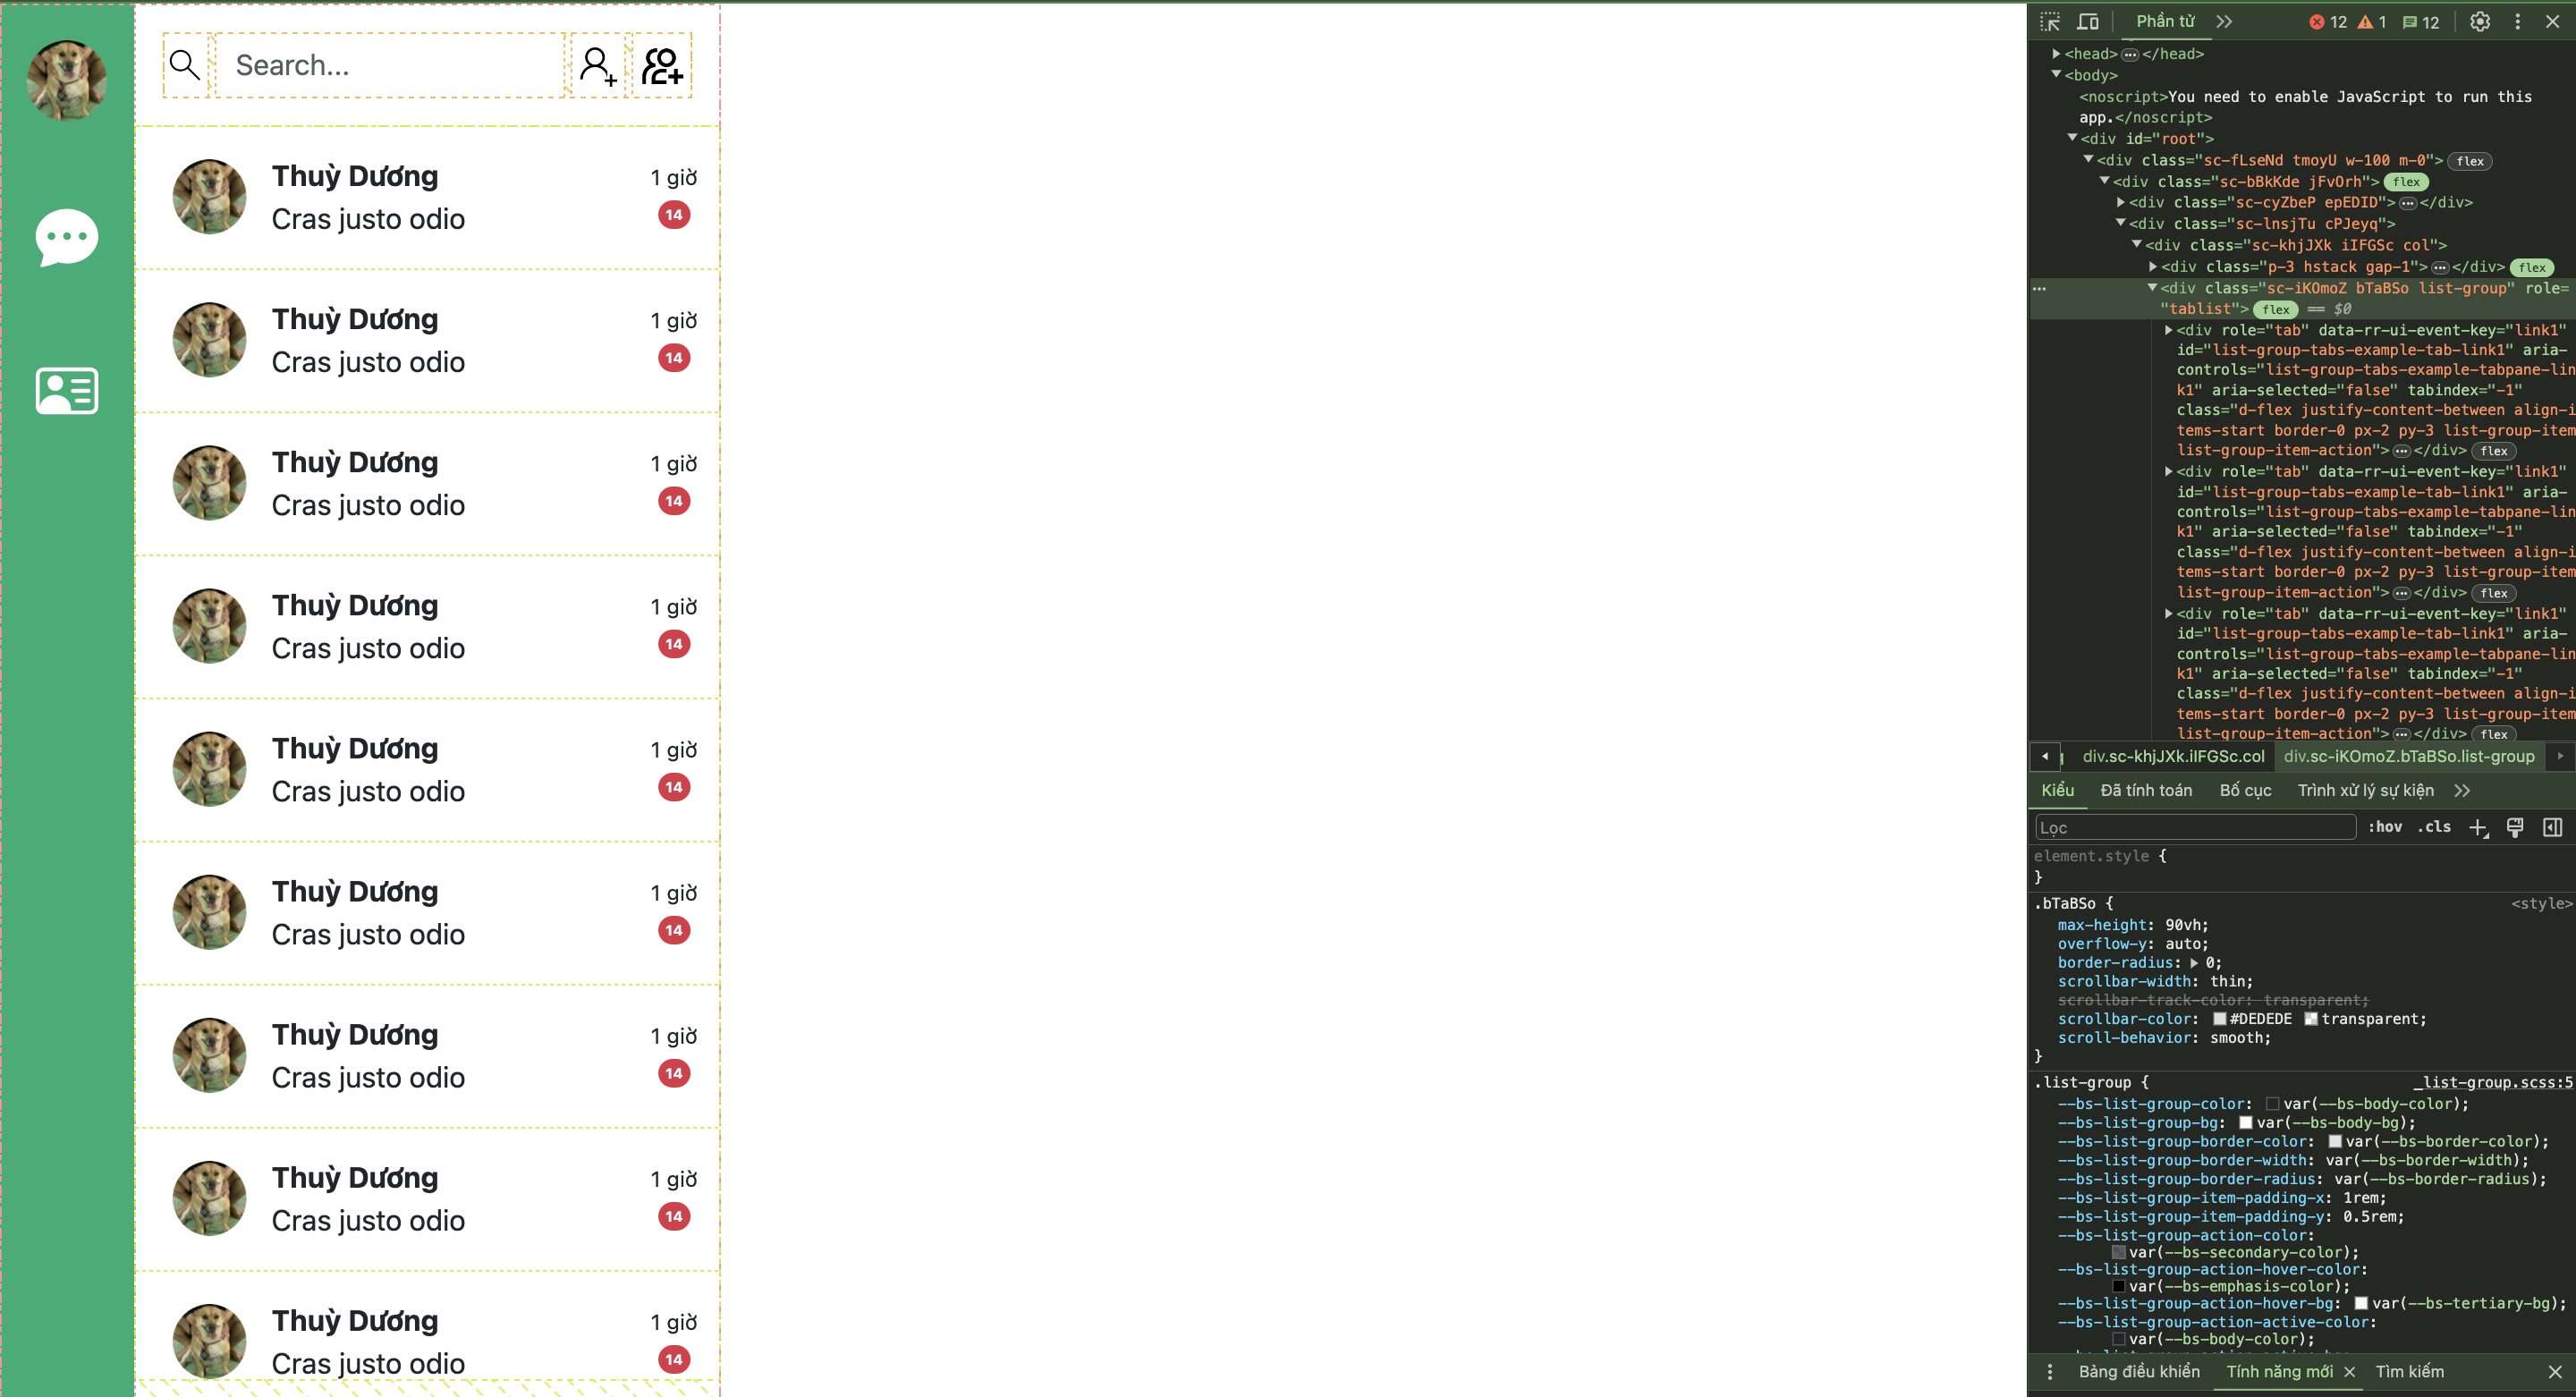 Search...
Thuỳ Dương
1 giờ
Cras justo odio
14
Thuỳ Dương
1 giờ
Cras justo odio
14
Thuỳ Dương
1 giờ
Cras justo odio
14
Thuỳ Dương
1 giờ
Cras justo odio
14
Thuỳ Dương
1 giờ
Cras justo odio
14
Thuỳ Dương
1 giờ
Cras justo odio
14
Thuỳ Dương
1 giờ
Cras justo odio
14
Thuỳ Dương
1 giờ
Cras justo odio
14
Thuỳ Dương
1 giờ
Cras justo odio
14
Phần tử
12 1 12
<head> </head>
<body>
<noscript>You need to enable JavaScript to run this
app.</noscript>
<div id="root">
<div class="sc-fLseNd tmoyU w-100 m-0"> flex
<div class="sc-bBkKde jFvOrh"> flex
<div class="sc-cyZbeP epEDID"> </div>
<div class="sc-lnsjTu cPJeyq">
<div class="sc-khjJXk iIFGSc col">
<div class="p-3 hstack gap-1"> </div> flex
<div class="sc-iKOmoZ bTaBSo list-group" role=
"tablist"> flex == $0
<div role="tab" data-rr-ui-event-key="link1"
id="list-group-tabs-example-tab-link1" aria-
controls="list-group-tabs-example-tabpane-lin
k1" aria-selected="false" tabindex="-1"
class="d-flex justify-content-between align-i
tems-start border-0 px-2 py-3 list-group-item
list-group-item-action"> </div> flex
<div role="tab" data-rr-ui-event-key="link1"
id="list-group-tabs-example-tab-link1" aria-
controls="list-group-tabs-example-tabpane-lin
k1" aria-selected="false" tabindex="-1"
class="d-flex justify-content-between align-i
tems-start border-0 px-2 py-3 list-group-item
list-group-item-action"> </div> flex
<div role="tab" data-rr-ui-event-key="link1"
id="list-group-tabs-example-tab-link1" aria-
controls="list-group-tabs-example-tabpane-lin
k1" aria-selected="false" tabindex="-1"
class="d-flex justify-content-between align-i
tems-start border-0 px-2 py-3 list-group-item
list-group-item-action"> </div> flex
div.sc-khjJXk.iIFGSc.col div.sc-iKOmoZ.bTaBSo.list-group
Kiểu Đã tính toán Bố cục Trình xử lý sự kiện
Lọc :hov .cls
element.style {
}
.bTaBSo { <style>
max-height: 90vh;
overflow-y: auto;
border-radius: 0;
scrollbar-width: thin;
scrollbar-track-color: transparent;
scrollbar-color: #DEDEDE transparent;
scroll-behavior: smooth;
}
.list-group { _list-group.scss:5
--bs-list-group-color: var(--bs-body-color);
--bs-list-group-bg: var(--bs-body-bg);
--bs-list-group-border-color: var(--bs-border-color);
--bs-list-group-border-width: var(--bs-border-width);
--bs-list-group-border-radius: var(--bs-border-radius);
--bs-list-group-item-padding-x: 1rem;
--bs-list-group-item-padding-y: 0.5rem;
--bs-list-group-action-color:
var(--bs-secondary-color);
--bs-list-group-action-hover-color:
var(--bs-emphasis-color);
--bs-list-group-action-hover-bg: var(--bs-tertiary-bg);
--bs-list-group-action-active-color:
var(--bs-body-color);
Bảng điều khiển Tính năng mới Tìm kiếm